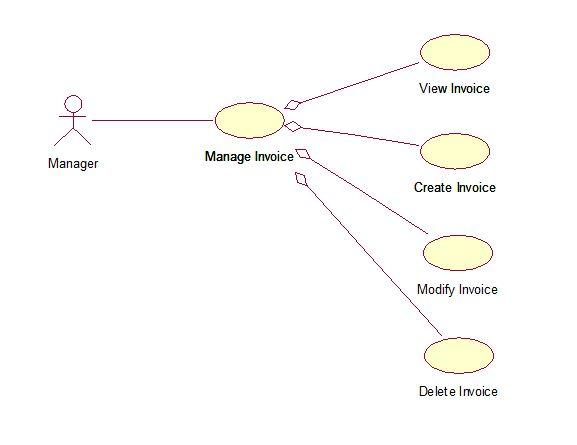 View Invoice
Manager
Manage Invoice
Create Invoice
Modify Invoice
Delete Invoice